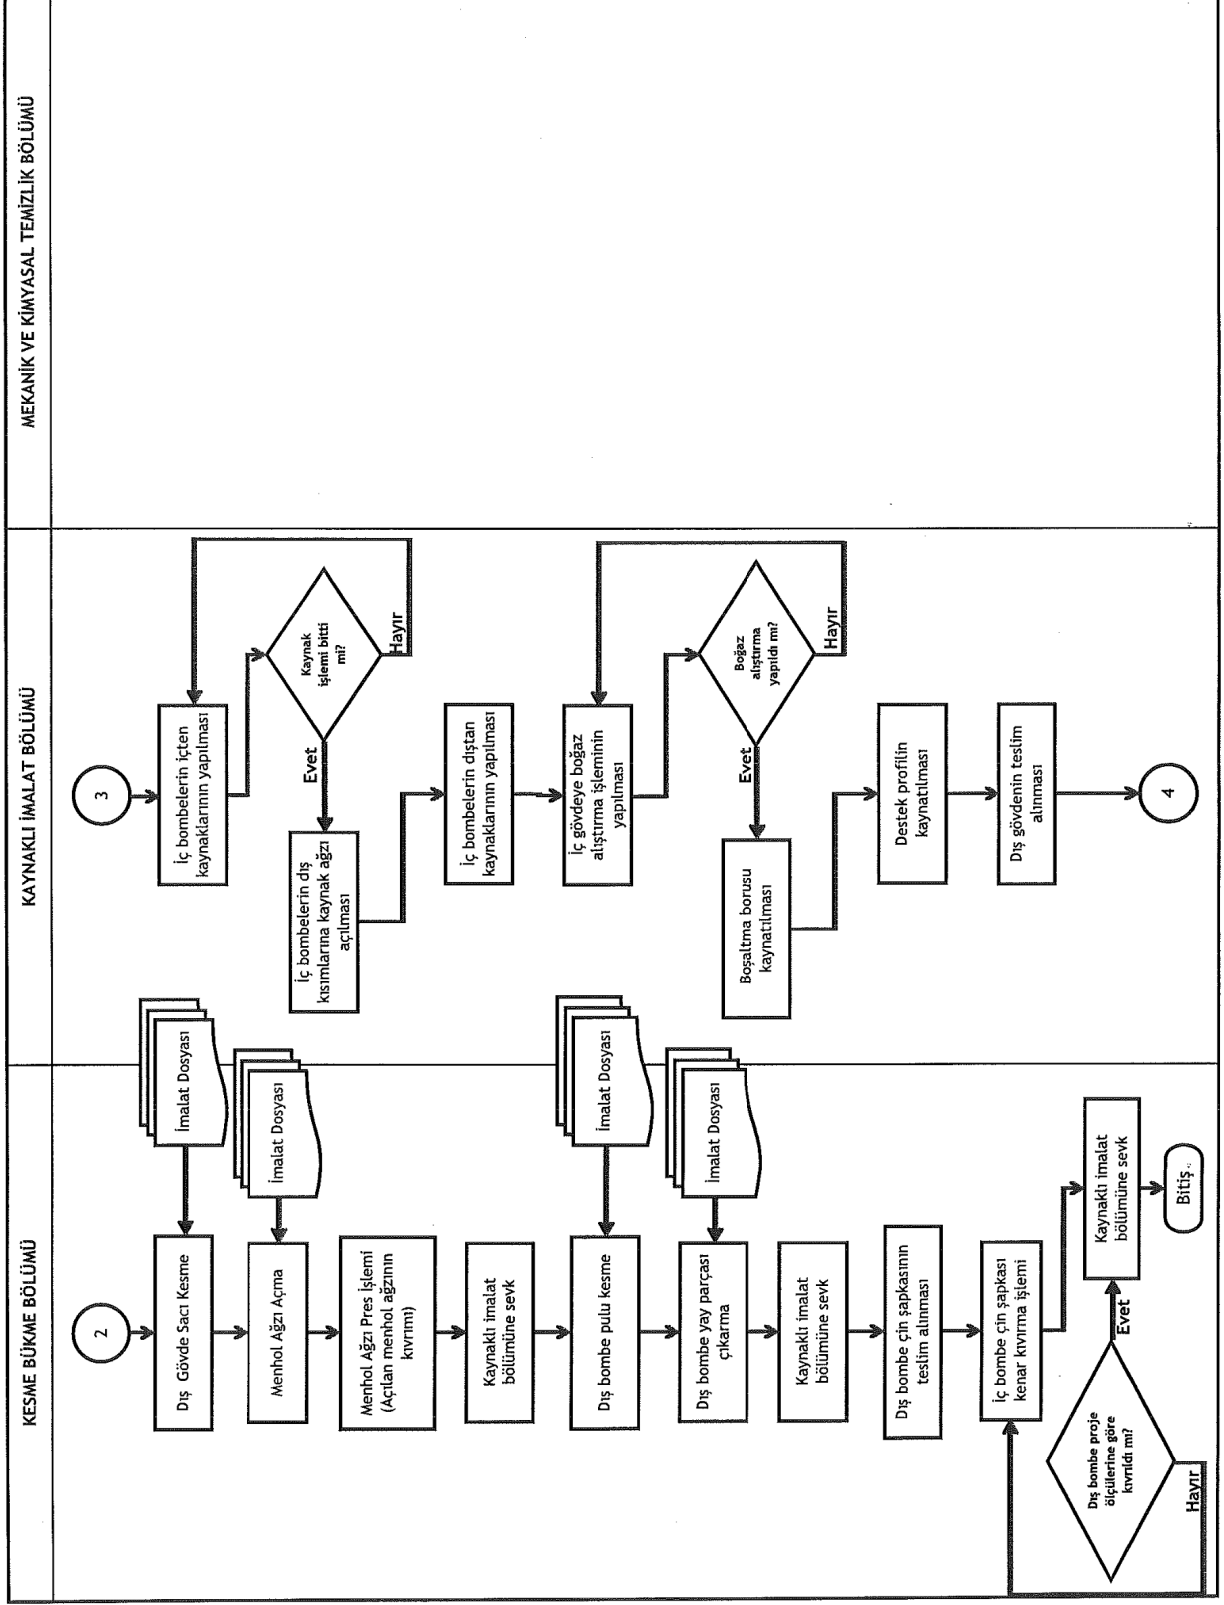 KESME BÜKME BÖLÜMÜ
2
Dış Gövde Sacı Kesme
İmalat Dosyası
Menhol Ağzı Açma
İmalat Dosyası
Menhol Ağzı Pres İşlemi
(Açılan menhol ağzının
kıvrımı)
Kaynaklı imalat
bölümüne sevk
Dış bombe pulu kesme
İmalat Dosyası
Dış bombe yay parçası
çıkarma
İmalat Dosyası
Kaynaklı imalat
bölümüne sevk
Dış bombe çin şapkasının
teslim alınması
İç bombe çin şapkası
kenar kıvırma işlemi
Dış bombe proje
ölçülerine göre
kıvrıldı mı?
Evet
Hayır
Kaynaklı imalat
bölümüne sevk
Bitiş
KAYNAKLI İMALAT BÖLÜMÜ
3
İç bombelerin içten
kaynaklarının yapılması
Kaynak
işlemi bitti
mi?
Hayır
Evet
İç bombelerin dış
kısımlarına kaynak ağzı
açılması
İç bombelerin dıştan
kaynaklarının yapılması
İç gövdeye boğaz
alıştırma işleminin
yapılması
Boğaz
alıştırma
yapıldı mı?
Hayır
Evet
Boşaltma borusu
kaynatılması
Destek profilin
kaynatılması
Dış gövdenin teslim
alınması
4
MEKANİK VE KİMYASAL TEMİZLİK BÖLÜMÜ